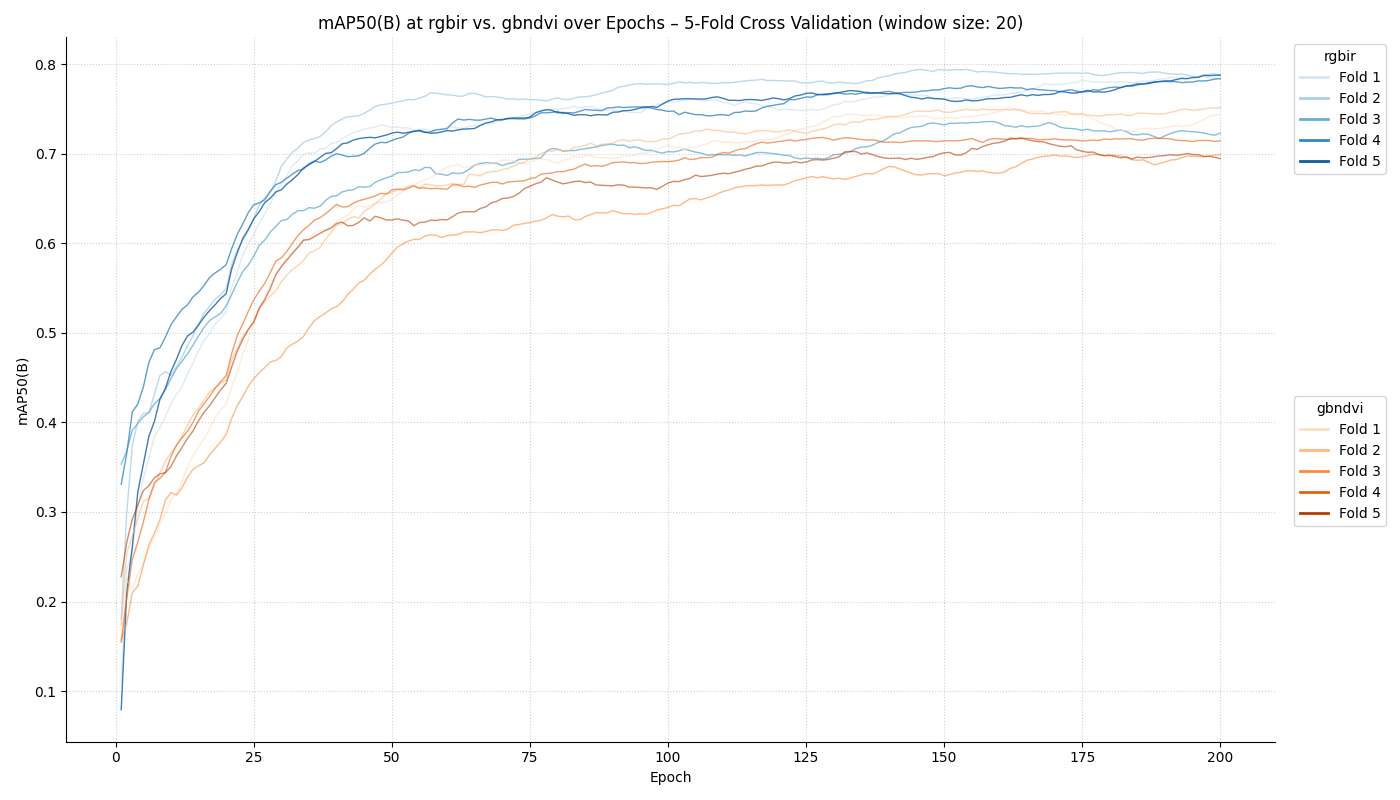 mAP50(B) at rgbir vs. gbndvi over Epochs – 5-Fold Cross Validation (window size: 20)
mAP50(B)
0.8
0.7
0.6
0.5
0.4
0.3
0.2
0.1
0 25 50 75 100 125 150 175 200
Epoch
rgbir
Fold 1
Fold 2
Fold 3
Fold 4
Fold 5
gbndvi
Fold 1
Fold 2
Fold 3
Fold 4
Fold 5